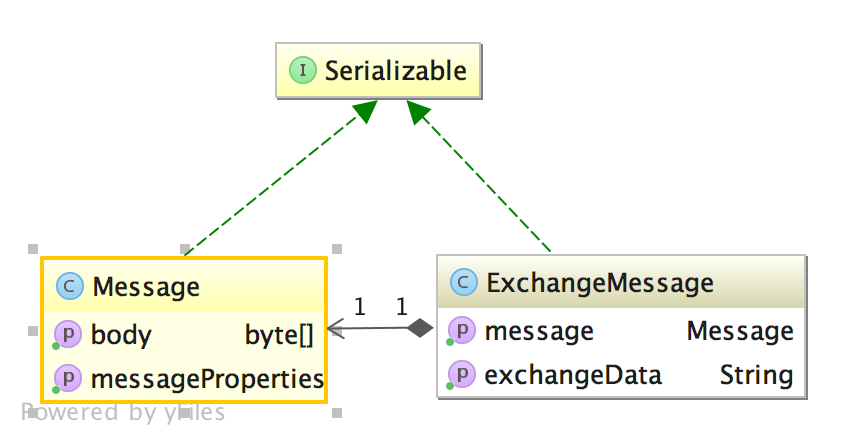 I Serializable
C Message
p body byte[]
p messageProperties
1 1
C ExchangeMessage
p message Message
p exchangeData String
Powered by yFiles